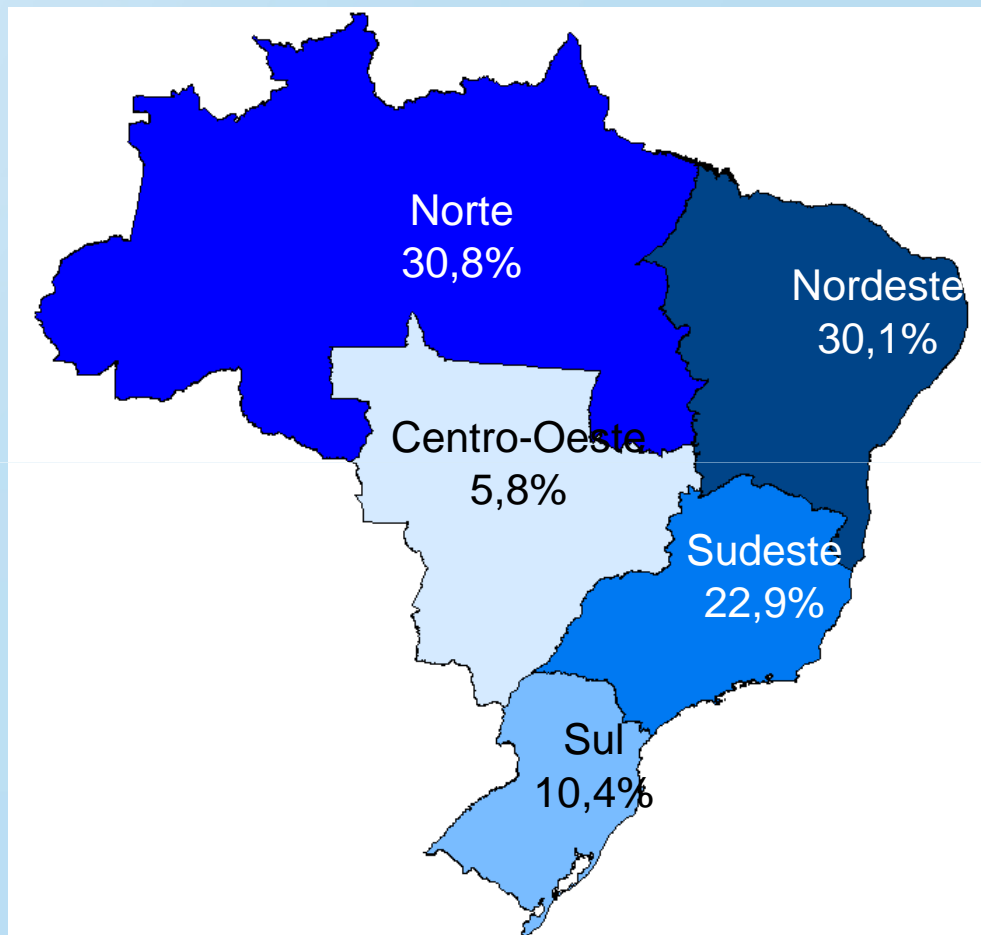 Norte
30,8%
Nordeste
30,1%
Centro-Oeste
5,8%
Sudeste
22,9%
Sul
10,4%